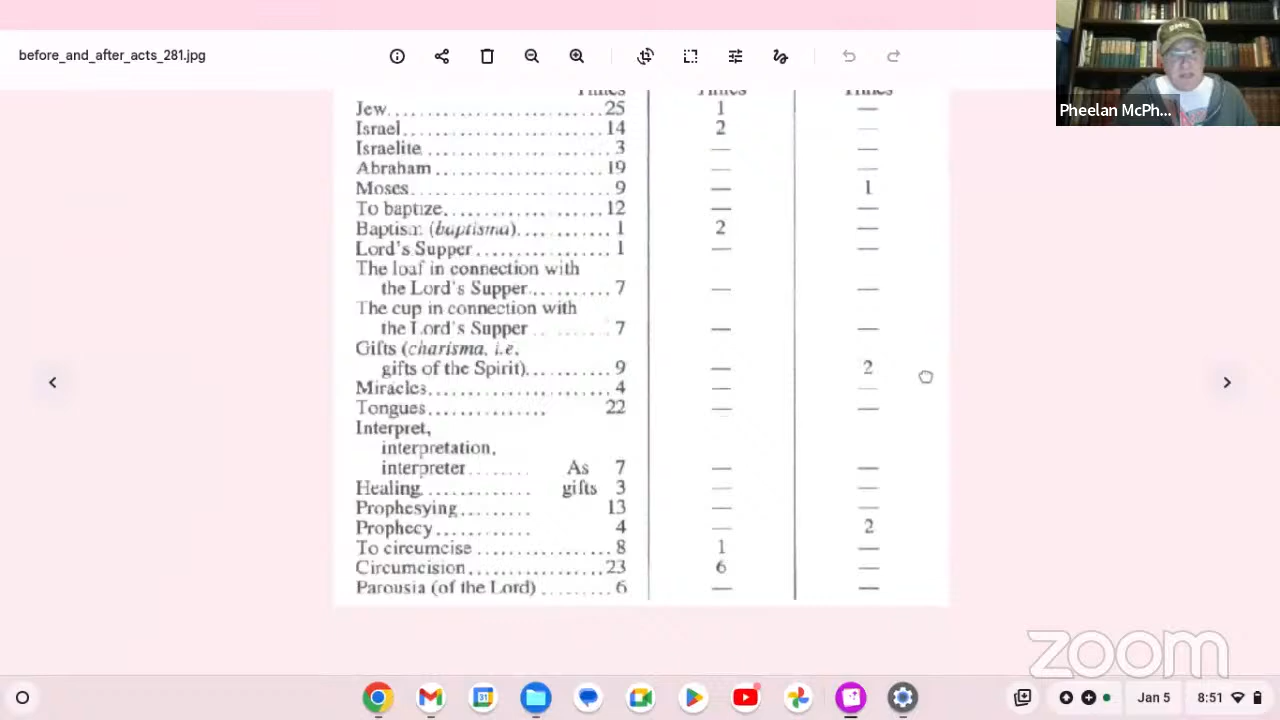 before_and_after_acts_281.jpg
Pheelan McPh...
Times Times Times
Jew 25 1 —
Israel 14 2 —
Israelite 3 — —
Abraham 19 — —
Moses 9 — 1
To baptize 12 — —
Baptism (baptisma) 1 2 —
Lord's Supper 1 — —
The loaf in connection with
the Lord's Supper 7 — —
The cup in connection with
the Lord's Supper 7 — —
Gifts (charisma, i.e.
gifts of the Spirit) 9 — 2
Miracles 4 — —
Tongues 22 — —
Interpret,
interpretation,
interpreter As 7 — —
Healing gifts 3 — —
Prophesying 13 — —
Prophecy 4 — 2
To circumcise 8 1 —
Circumcision 23 6 —
Parousia (of the Lord) 6 — —
zoom
31
Jan 5 8:51